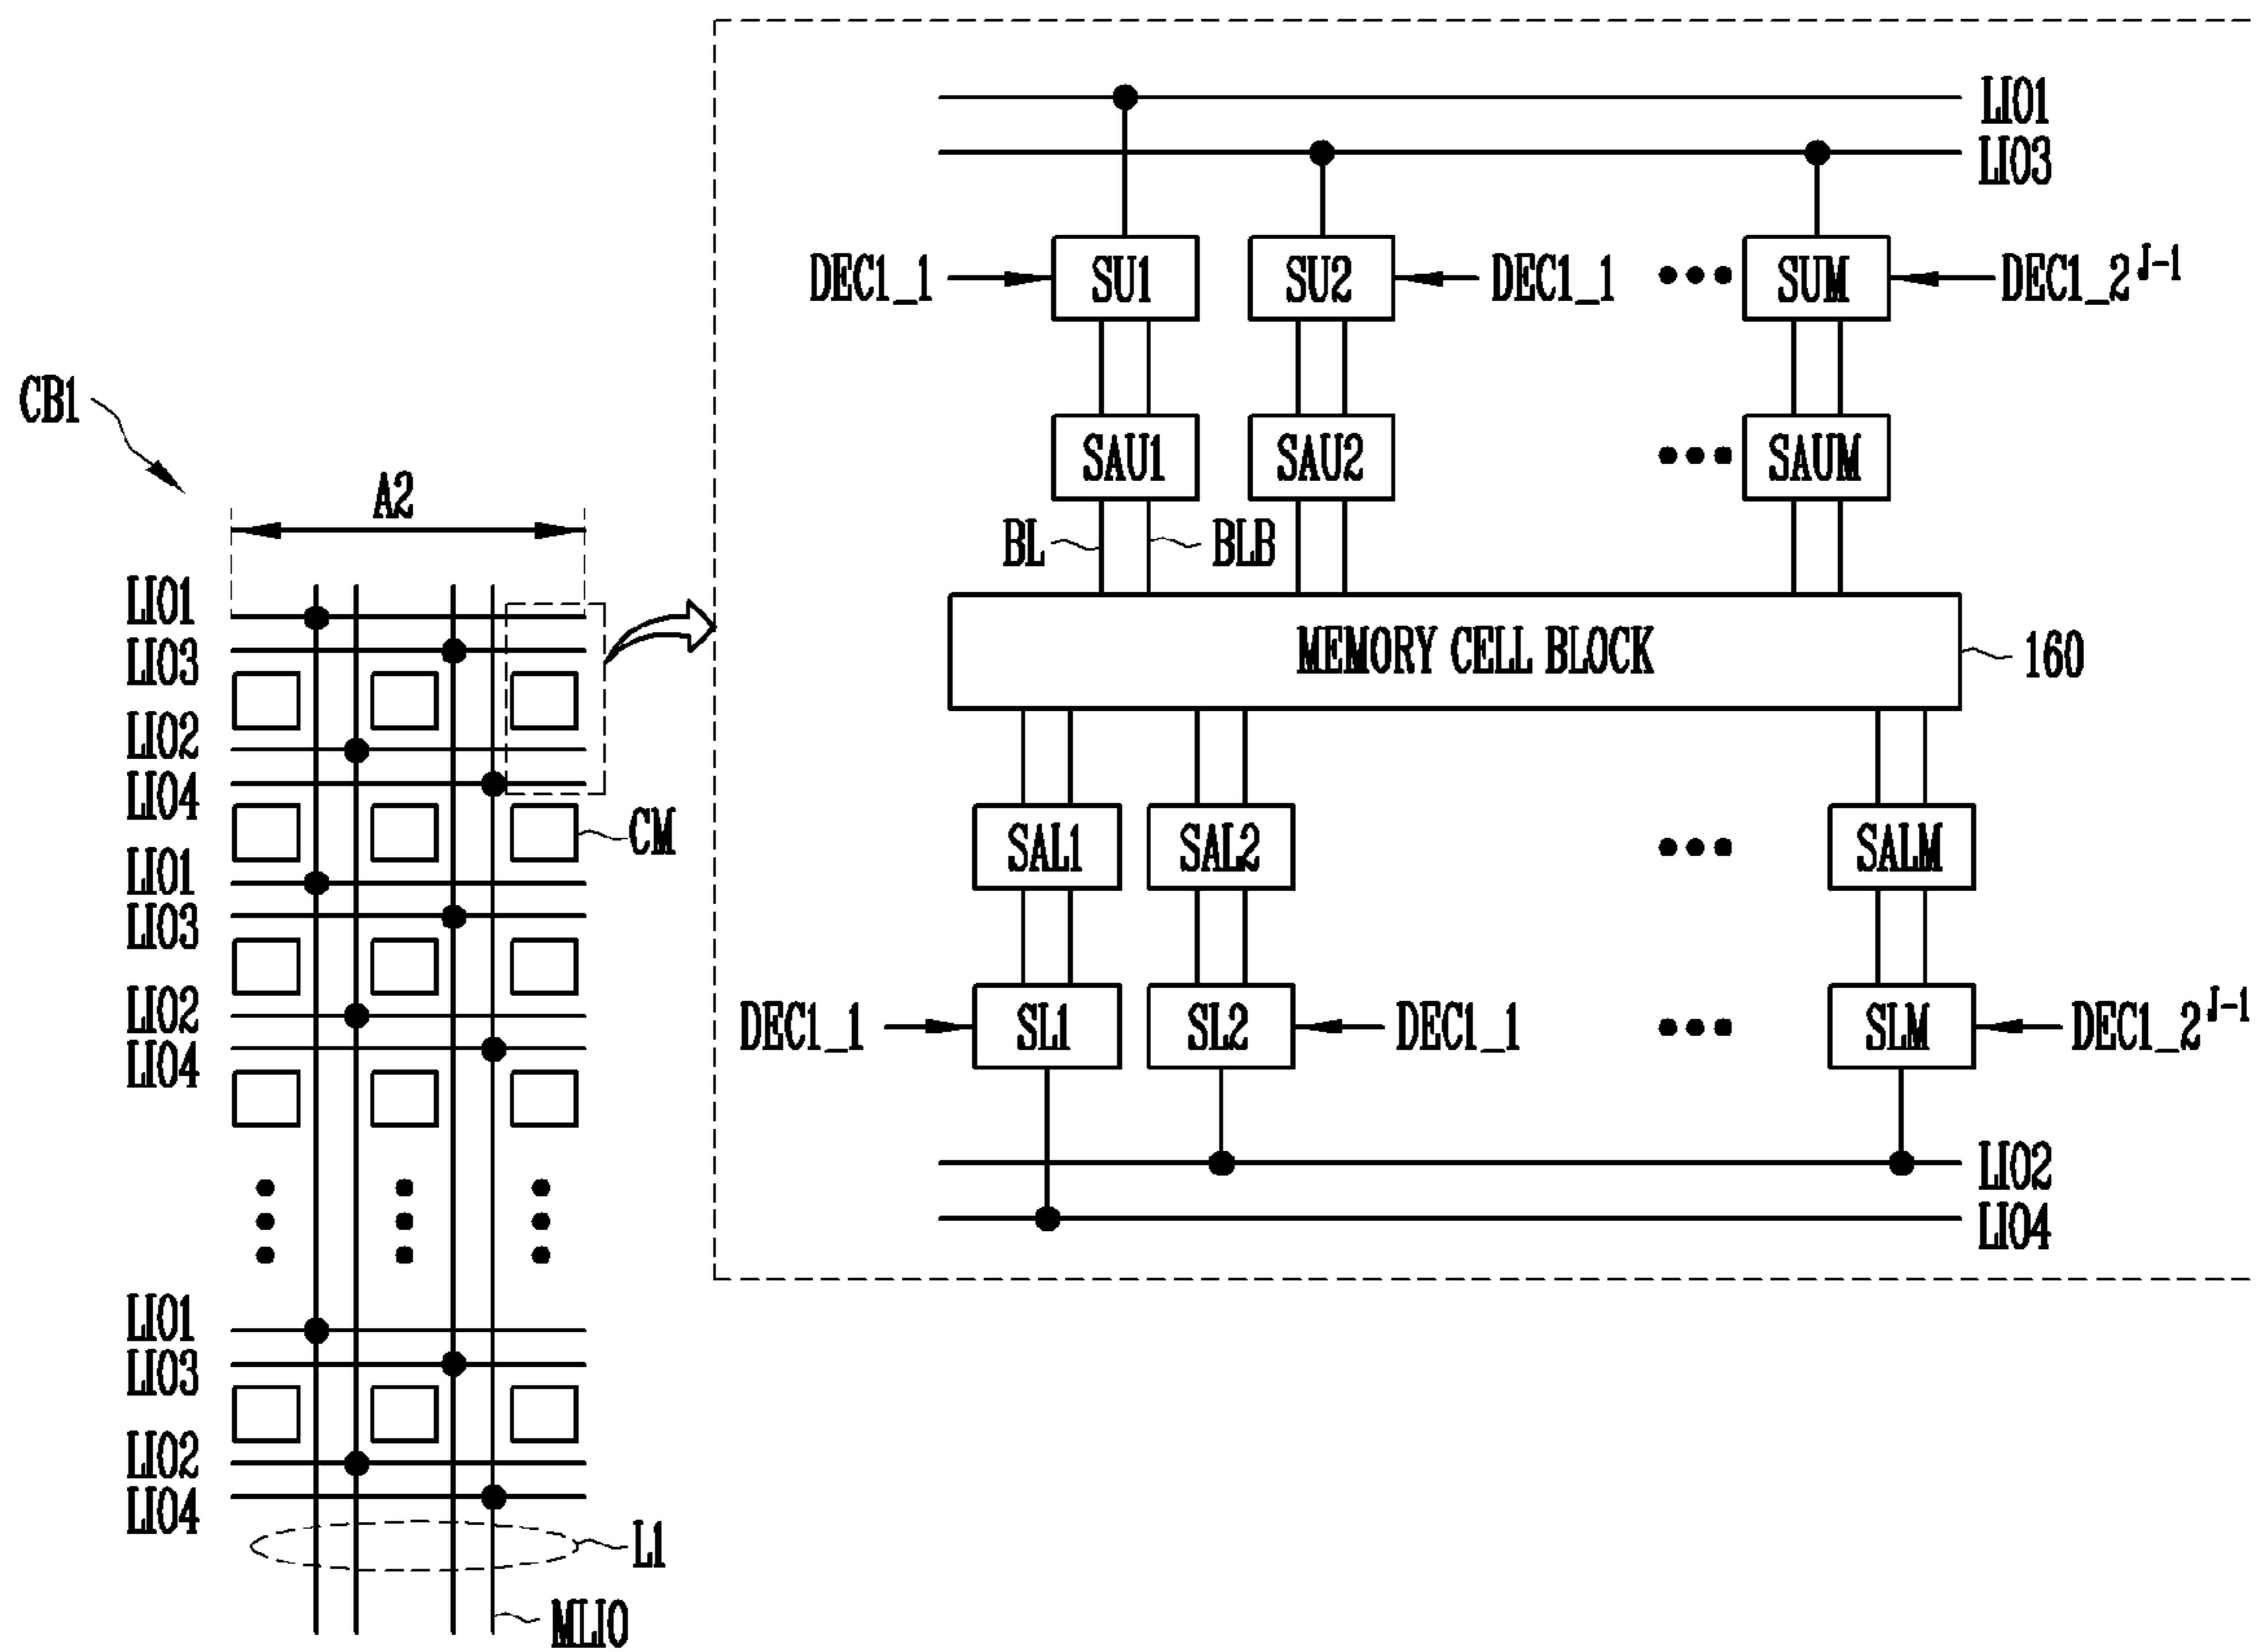 CB1
A2
LIO1
LIO3
LIO2
LIO4
LIO1
LIO3
LIO2
LIO4
LIO1
LIO3
LIO2
LIO4
CM
L1
MLIO
LIO1
LIO3
DEC1_1
SU1
SU2
DEC1_1
SUM
DEC1_2^J-1
SAU1
SAU2
SAUM
BL
BLB
MEMORY CELL BLOCK
160
SAL1
SAL2
SALM
DEC1_1
SL1
SL2
DEC1_1
SLM
DEC1_2^J-1
LIO2
LIO4